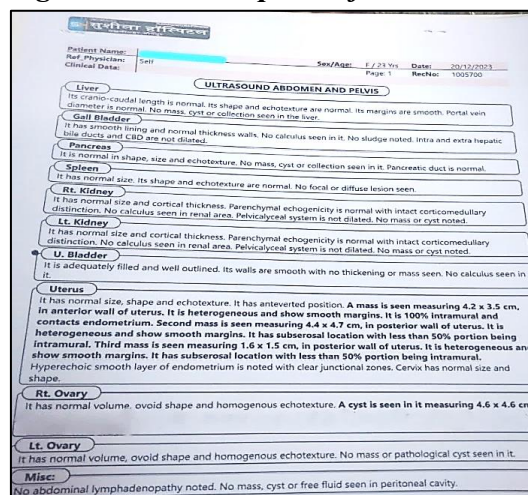 सुशीला हॉस्पिटल
Patient Name:
Ref.Physician: Self Sex/Age: F / 23 Yrs Date: 20/12/2023
Clinical Data: Page: 1 RecNo: 1005700
ULTRASOUND ABDOMEN AND PELVIS
Liver
Its cranio-caudal length is normal. Its shape and echotexture are normal. Its margins are smooth. Portal vein
diameter is normal. No mass, cyst or collection seen in the liver.
Gall Bladder
It has smooth lining and normal thickness walls. No calculus seen in it. No sludge noted. Intra and extra hepatic
bile ducts and CBD are not dilated.
Pancreas
It is normal in shape, size and echotexture. No mass, cyst or collection seen in it. Pancreatic duct is normal.
Spleen
It has normal size. Its shape and echotexture are normal. No focal or diffuse lesion seen.
Rt. Kidney
It has normal size and cortical thickness. Parenchymal echogenicity is normal with intact corticomedullary
distinction. No calculus seen in renal area. Pelvicalyceal system is not dilated. No mass or cyst noted.
Lt. Kidney
It has normal size and cortical thickness. Parenchymal echogenicity is normal with intact corticomedullary
distinction. No calculus seen in renal area. Pelvicalyceal system is not dilated. No mass or cyst noted.
U. Bladder
It is adequately filled and well outlined. Its walls are smooth with no thickening or mass seen. No calculus seen in
it.
Uterus
It has normal size, shape and echotexture. It has anteverted position. A mass is seen measuring 4.2 x 3.5 cm,
in anterior wall of uterus. It is heterogeneous and show smooth margins. It is 100% intramural and
contacts endometrium. Second mass is seen measuring 4.4 x 4.7 cm, in posterior wall of uterus. It is
heterogeneous and show smooth margins. It has subserosal location with less than 50% portion being
intramural. Third mass is seen measuring 1.6 x 1.5 cm, in posterior wall of uterus. It is heterogeneous an
show smooth margins. It has subserosal location with less than 50% portion being intramural.
Hyperechoic smooth layer of endometrium is noted with clear junctional zones. Cervix has normal size and
shape.
Rt. Ovary
It has normal volume, ovoid shape and homogenous echotexture. A cyst is seen in it measuring 4.6 x 4.6 cm
Lt. Ovary
It has normal volume, ovoid shape and homogenous echotexture. No mass or pathological cyst seen in it.
Misc:
No abdominal lymphadenopathy noted. No mass, cyst or free fluid seen in peritoneal cavity.